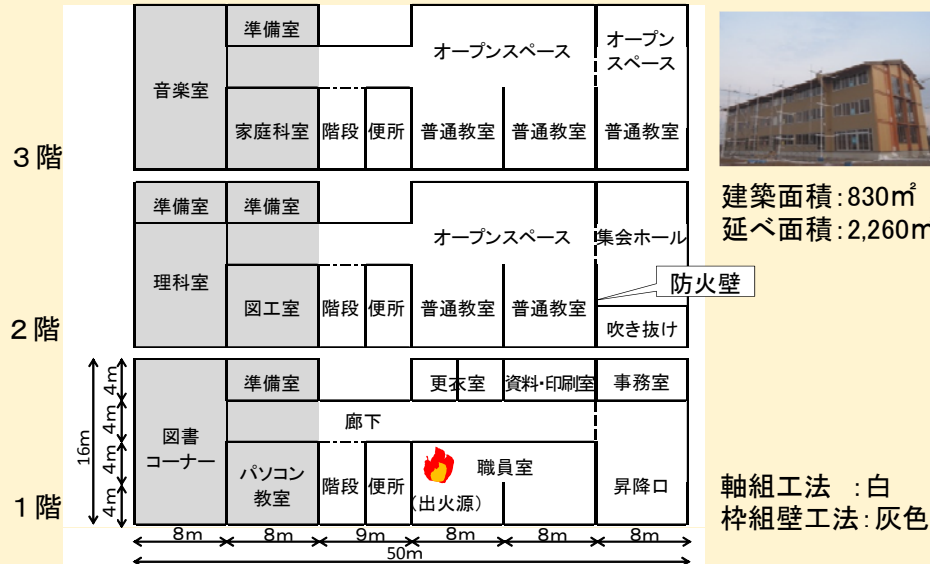 準備室
オープンスペース
オープン
スペース
音楽室
家庭科室
階段
便所
普通教室
普通教室
普通教室
3階
準備室
準備室
オープンスペース
集会ホール
理科室
防火壁
図工室
階段
便所
普通教室
普通教室
吹き抜け
2階
準備室
更衣室
資料・印刷室
事務室
廊下
図書
コーナー
パソコン
教室
階段
便所
職員室
(出火源)
昇降口
1階
16m
4m
4m
4m
4m
8m
8m
9m
8m
8m
8m
50m
建築面積:830㎡
延べ面積:2,260m
軸組工法 :白
枠組壁工法:灰色